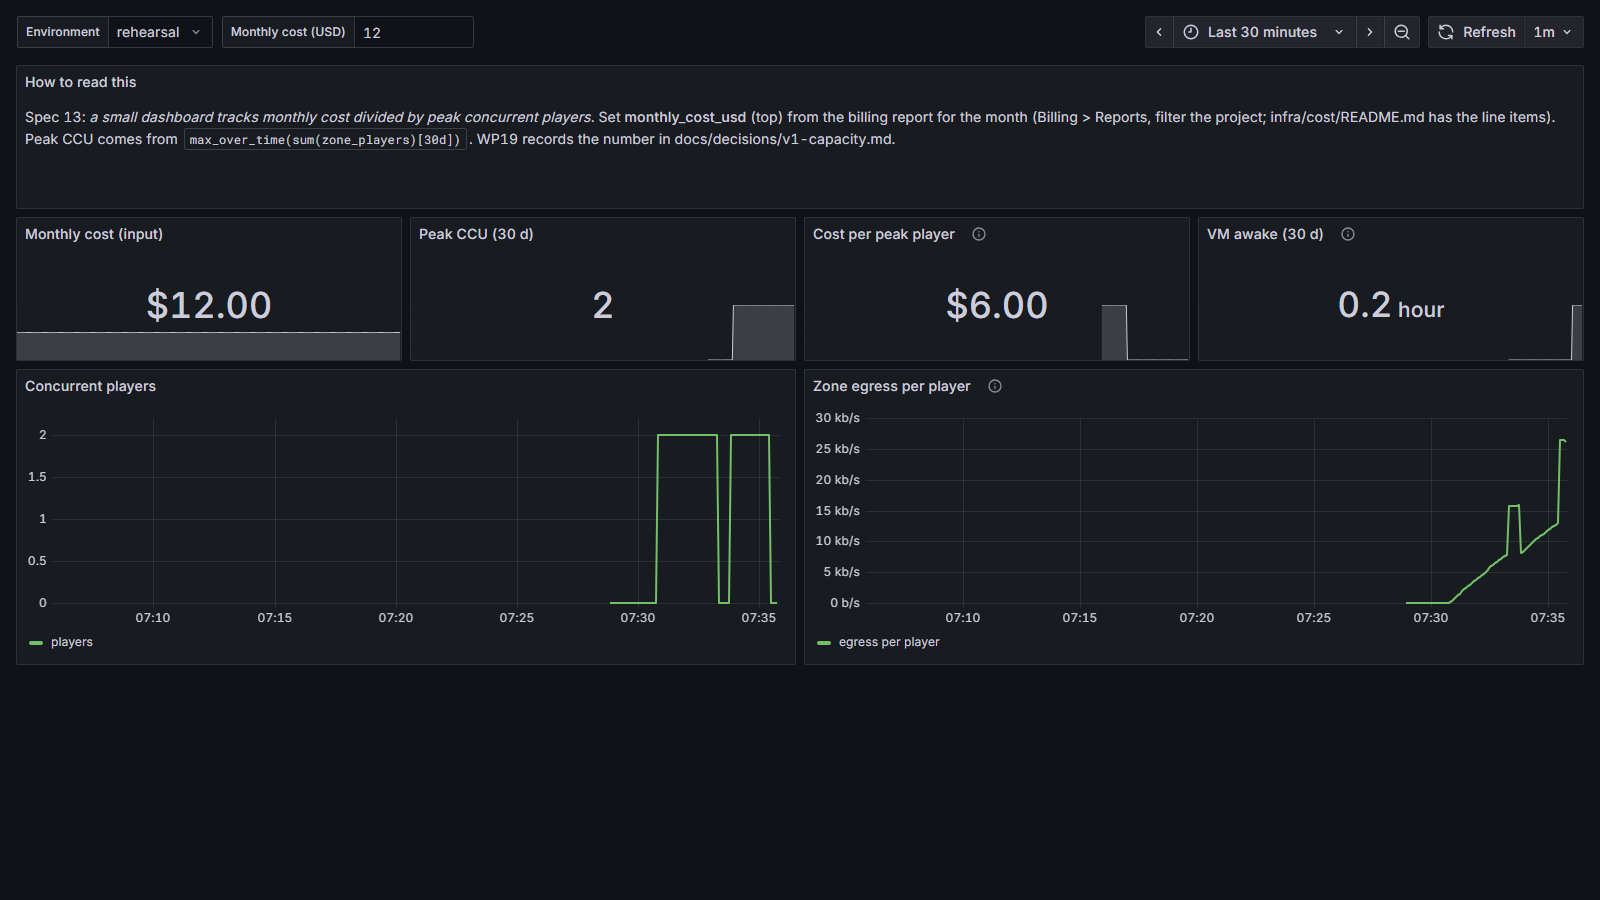 Environment rehearsal Monthly cost (USD) 12 Last 30 minutes Refresh 1m
How to read this
Spec 13: a small dashboard tracks monthly cost divided by peak concurrent players. Set monthly_cost_usd (top) from the billing report for the month (Billing > Reports, filter the project; infra/cost/README.md has the line items).
Peak CCU comes from max_over_time(sum(zone_players)[30d]) . WP19 records the number in docs/decisions/v1-capacity.md.
Monthly cost (input)
$12.00
Peak CCU (30 d)
2
Cost per peak player
$6.00
VM awake (30 d)
0.2 hour
Concurrent players
2
1.5
1
0.5
0
07:10 07:15 07:20 07:25 07:30 07:35
players
Zone egress per player
30 kb/s
25 kb/s
20 kb/s
15 kb/s
10 kb/s
5 kb/s
0 b/s
07:10 07:15 07:20 07:25 07:30 07:35
egress per player